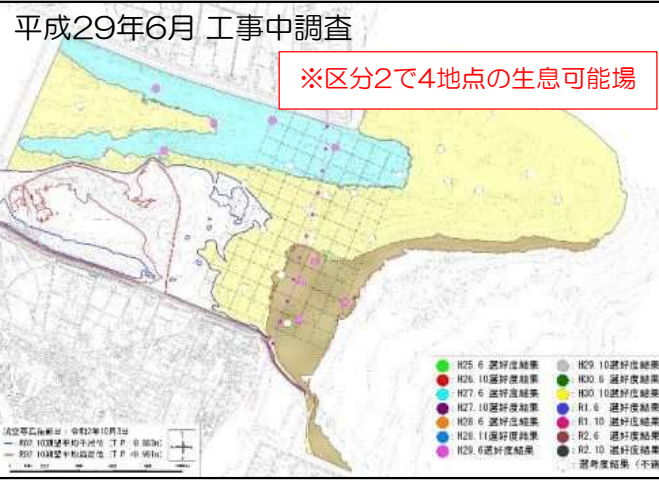 平成29年6月 工事中調査
※区分2で4地点の生息可能場
H25.6 選好度結果
H26.10選好度結果
H27.6 選好度結果
H27.10選好度結果
H28.6 選好度結果
H28.11選好度結果
H29.6選好度結果
H29.10選好度結果
H30.6 選好度結果
H30.10選好度結果
R1.6 選好度結果
R1.10 選好度結果
R2.6 選好度結果
R2.10 選好度結果